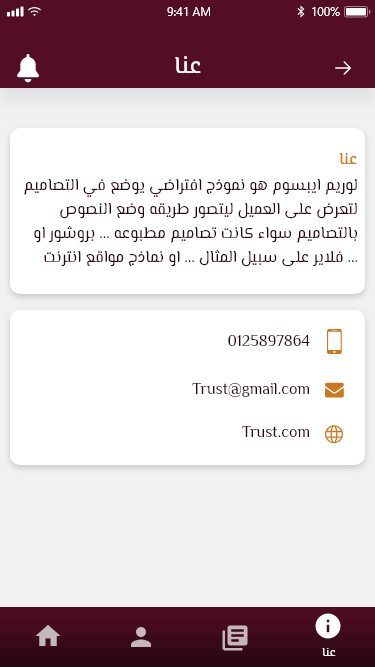 9:41 AM
100%
عنا
عنا
لوريم ايبسوم هو نموذج افتراضي يوضع في التصاميم
لتعرض على العميل ليتصور طريقه وضع النصوص
بالتصاميم سواء كانت تصاميم مطبوعه ... بروشور او
... فلاير على سبيل المثال ... او نماذج مواقع انترنت
0125897864
Trust@gmail.com
Trust.com
عنا